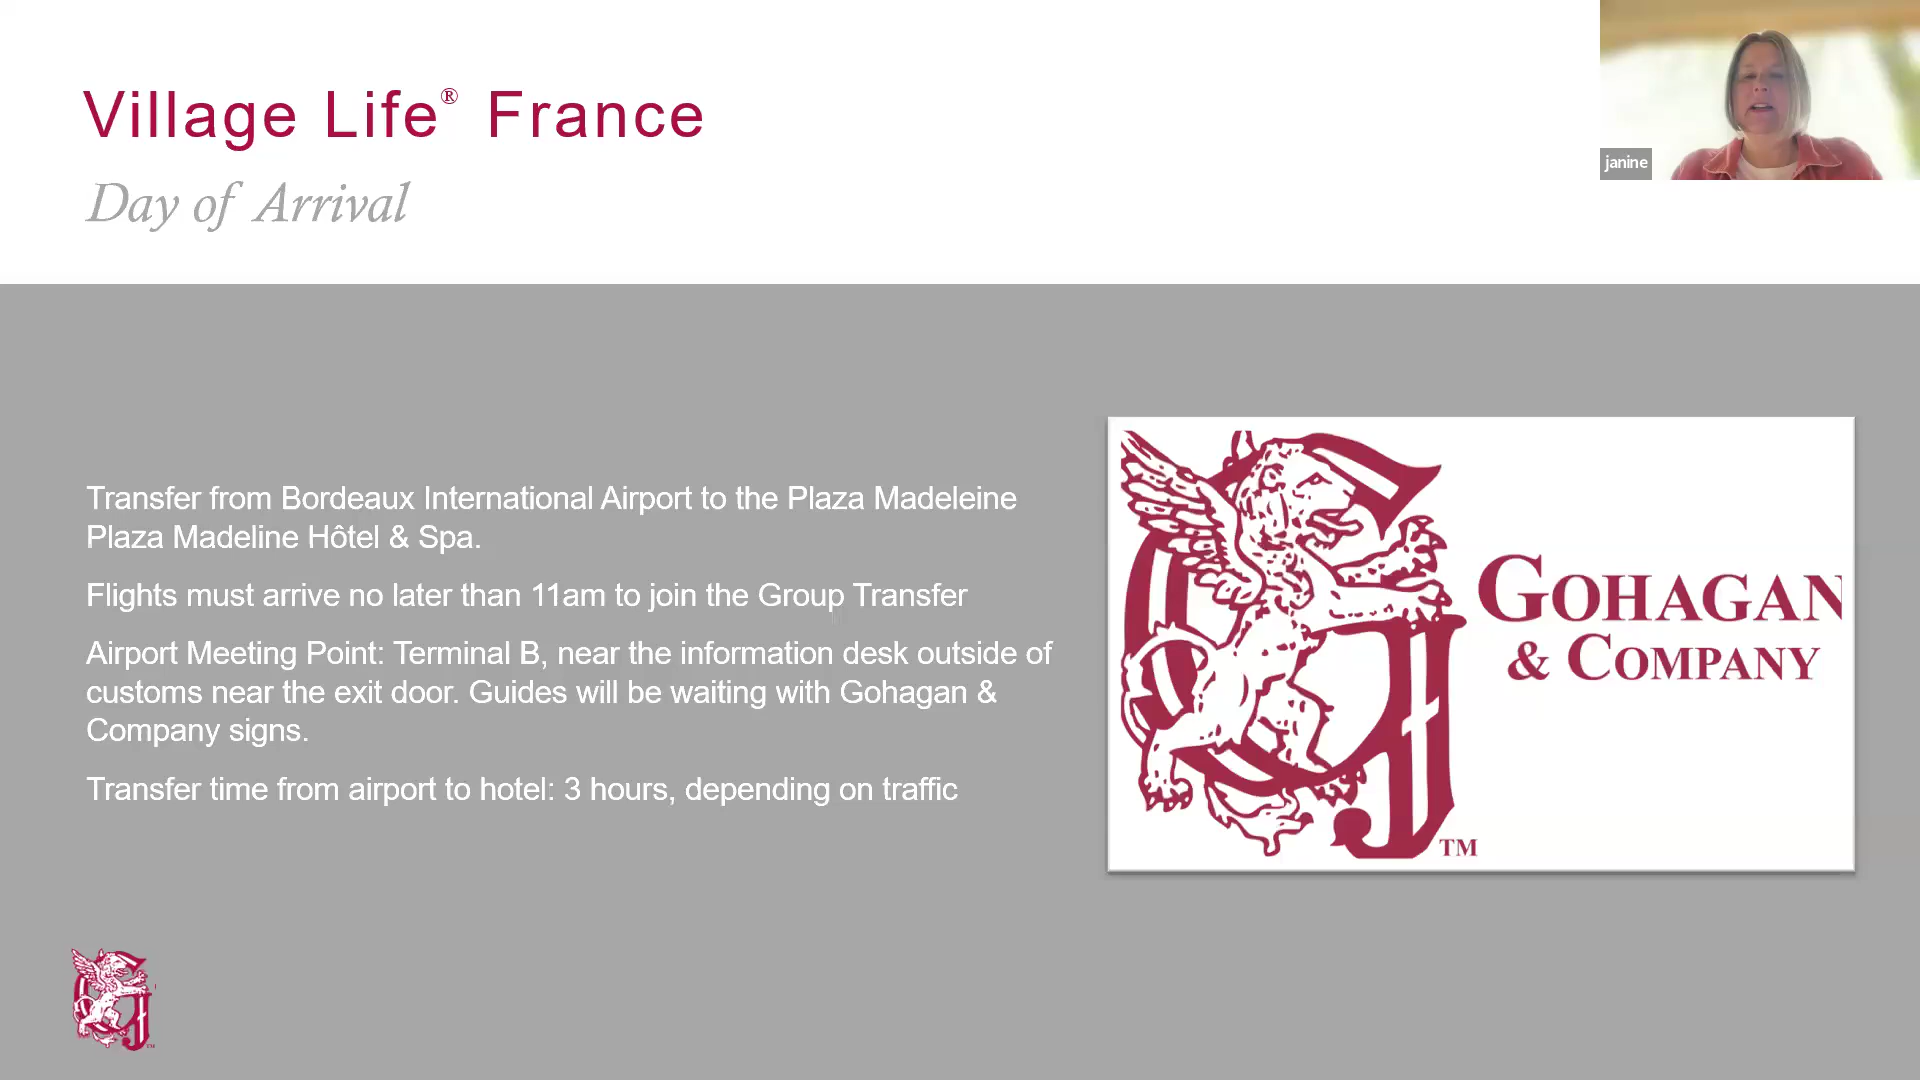 Village Life® France
Day of Arrival
janine
Transfer from Bordeaux International Airport to the Plaza Madeleine
Plaza Madeline Hôtel & Spa.
Flights must arrive no later than 11am to join the Group Transfer
Airport Meeting Point: Terminal B, near the information desk outside of
customs near the exit door. Guides will be waiting with Gohagan &
Company signs.
Transfer time from airport to hotel: 3 hours, depending on traffic
GOHAGAN
& COMPANY
TM